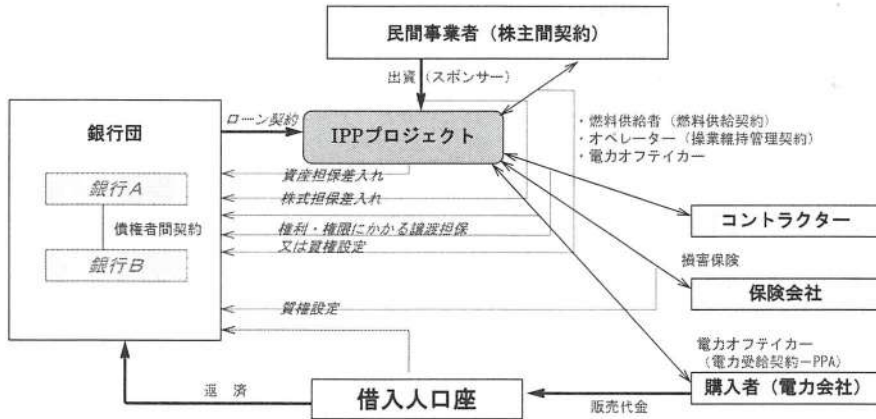 民間事業者（株主間契約）
出資（スポンサー）
ローン契約
銀行団
IPPプロジェクト
・燃料供給者（燃料供給契約）
・オペレーター（操業維持管理契約）
・電力オフテイカー
資産担保差入れ
銀行A
株式担保差入れ
債権者間契約
権利・権限にかかる譲渡担保
又は質権設定
コントラクター
銀行B
損害保険
保険会社
質権設定
電力オフテイカー
（電力受給契約－PPA）
購入者（電力会社）
返 済
借入人口座
販売代金